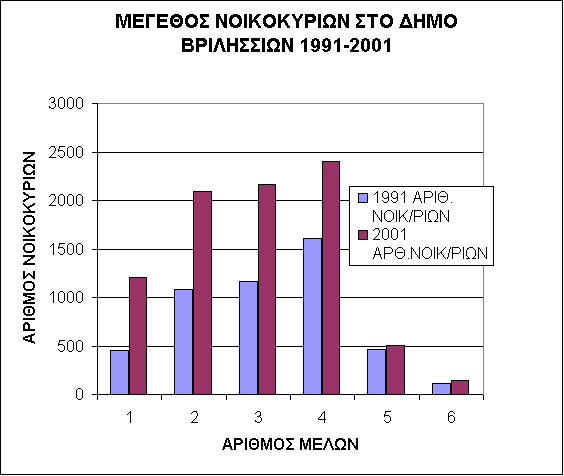 ΜΕΓΕΘΟΣ ΝΟΙΚΟΚΥΡΙΩΝ ΣΤΟ ΔΗΜΟ
ΒΡΙΛΗΣΣΙΩΝ 1991-2001
ΑΡΙΘΜΟΣ ΝΟΙΚΟΚΥΡΙΩΝ
3000
2500
2000
1500
1000
500
0
1 2 3 4 5 6
ΑΡΙΘΜΟΣ ΜΕΛΩΝ
1991 ΑΡΙΘ.
ΝΟΙΚ/ΡΙΩΝ
2001
ΑΡΘ.ΝΟΙΚ/ΡΙΩΝ